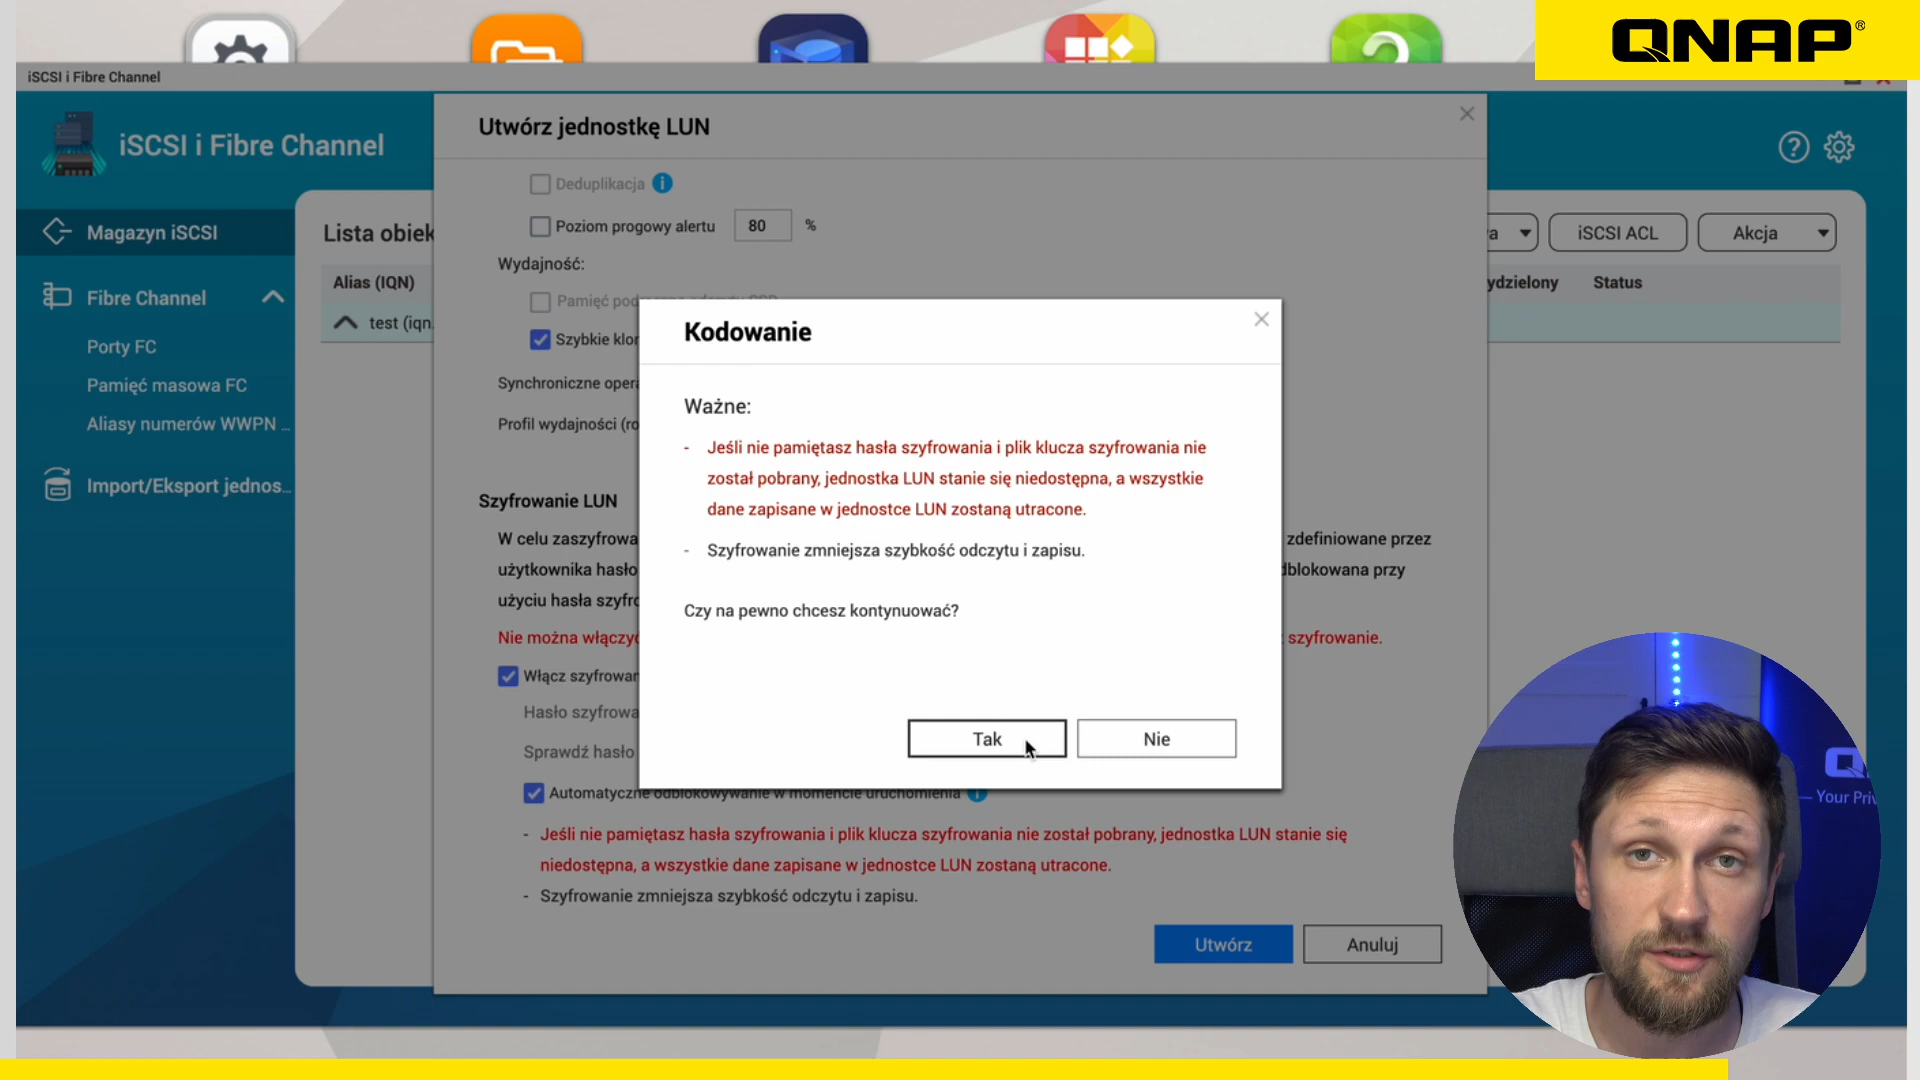 QNAP®
iSCSI i Fibre Channel
iSCSI i Fibre Channel
Magazyn iSCSI
Fibre Channel
Porty FC
Pamięć masowa FC
Aliasy numerów WWPN ...
Import/Eksport jednos...
Lista obiek
a
iSCSI ACL
Akcja
Alias (IQN)
ydzielony
Status
test (iqn.
Utwórz jednostkę LUN
Deduplikacja
Poziom progowy alertu 80 %
Wydajność:
Szybkie klon
Synchroniczne opera
Profil wydajności (ro
Szyfrowanie LUN
W celu zaszyfrowa
zdefiniowane przez
użytkownika hasło
dblokowana przy
użyciu hasła szyfro
Nie można włączyć
szyfrowanie.
Włącz szyfrowan
Hasło szyfrowa
Sprawdź hasło
Automatyczne odblokowywanie w momencie uruchomienia
- Jeśli nie pamiętasz hasła szyfrowania i plik klucza szyfrowania nie został pobrany, jednostka LUN stanie się
niedostępna, a wszystkie dane zapisane w jednostce LUN zostaną utracone.
- Szyfrowanie zmniejsza szybkość odczytu i zapisu.
Utwórz
Anuluj
Kodowanie
Ważne:
- Jeśli nie pamiętasz hasła szyfrowania i plik klucza szyfrowania nie
został pobrany, jednostka LUN stanie się niedostępna, a wszystkie
dane zapisane w jednostce LUN zostaną utracone.
- Szyfrowanie zmniejsza szybkość odczytu i zapisu.
Czy na pewno chcesz kontynuować?
Tak
Nie
Your Priv